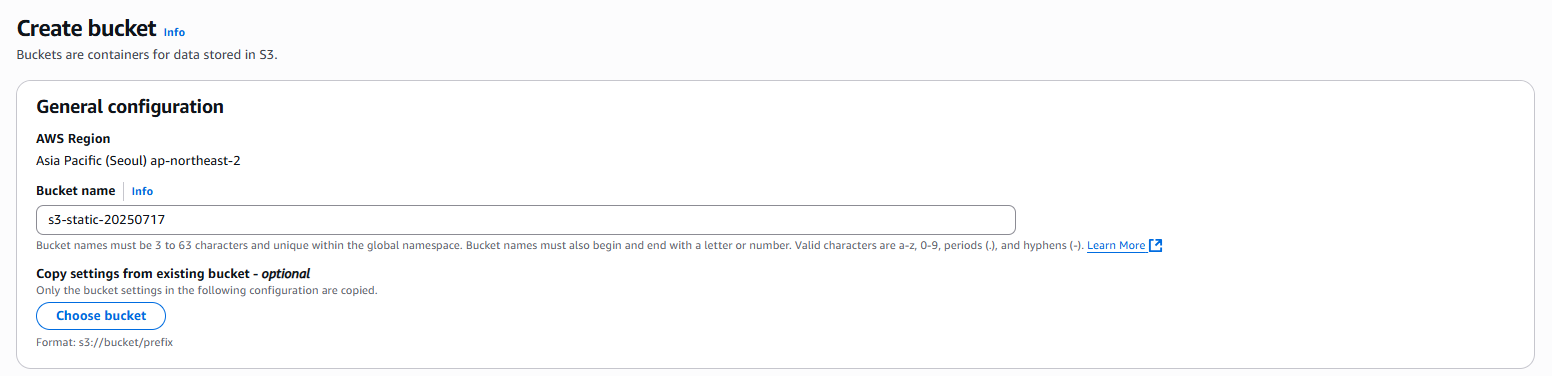 Create bucket Info
Buckets are containers for data stored in S3.
General configuration
AWS Region
Asia Pacific (Seoul) ap-northeast-2
Bucket name Info
s3-static-20250717
Bucket names must be 3 to 63 characters and unique within the global namespace. Bucket names must also begin and end with a letter or number. Valid characters are a-z, 0-9, periods (.), and hyphens (-). Learn More
Copy settings from existing bucket - optional
Only the bucket settings in the following configuration are copied.
Choose bucket
Format: s3://bucket/prefix